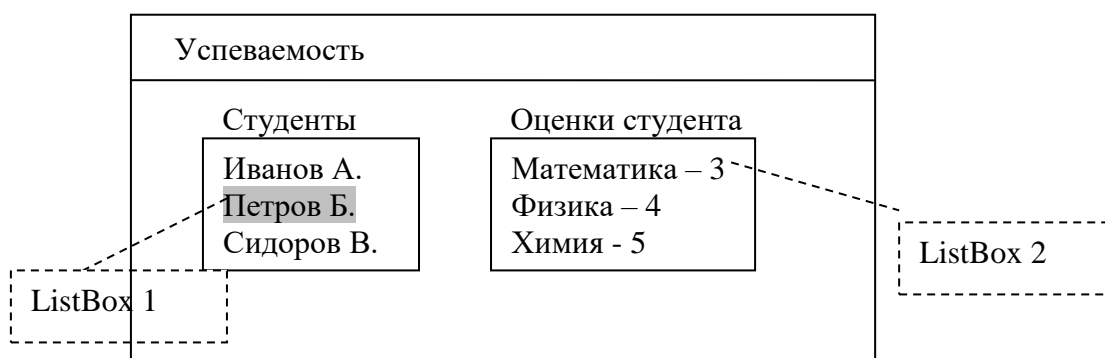 Успеваемость
Студенты
Иванов А.
Петров Б.
Сидоров В.
Оценки студента
Математика – 3
Физика – 4
Химия - 5
ListBox 1
ListBox 2